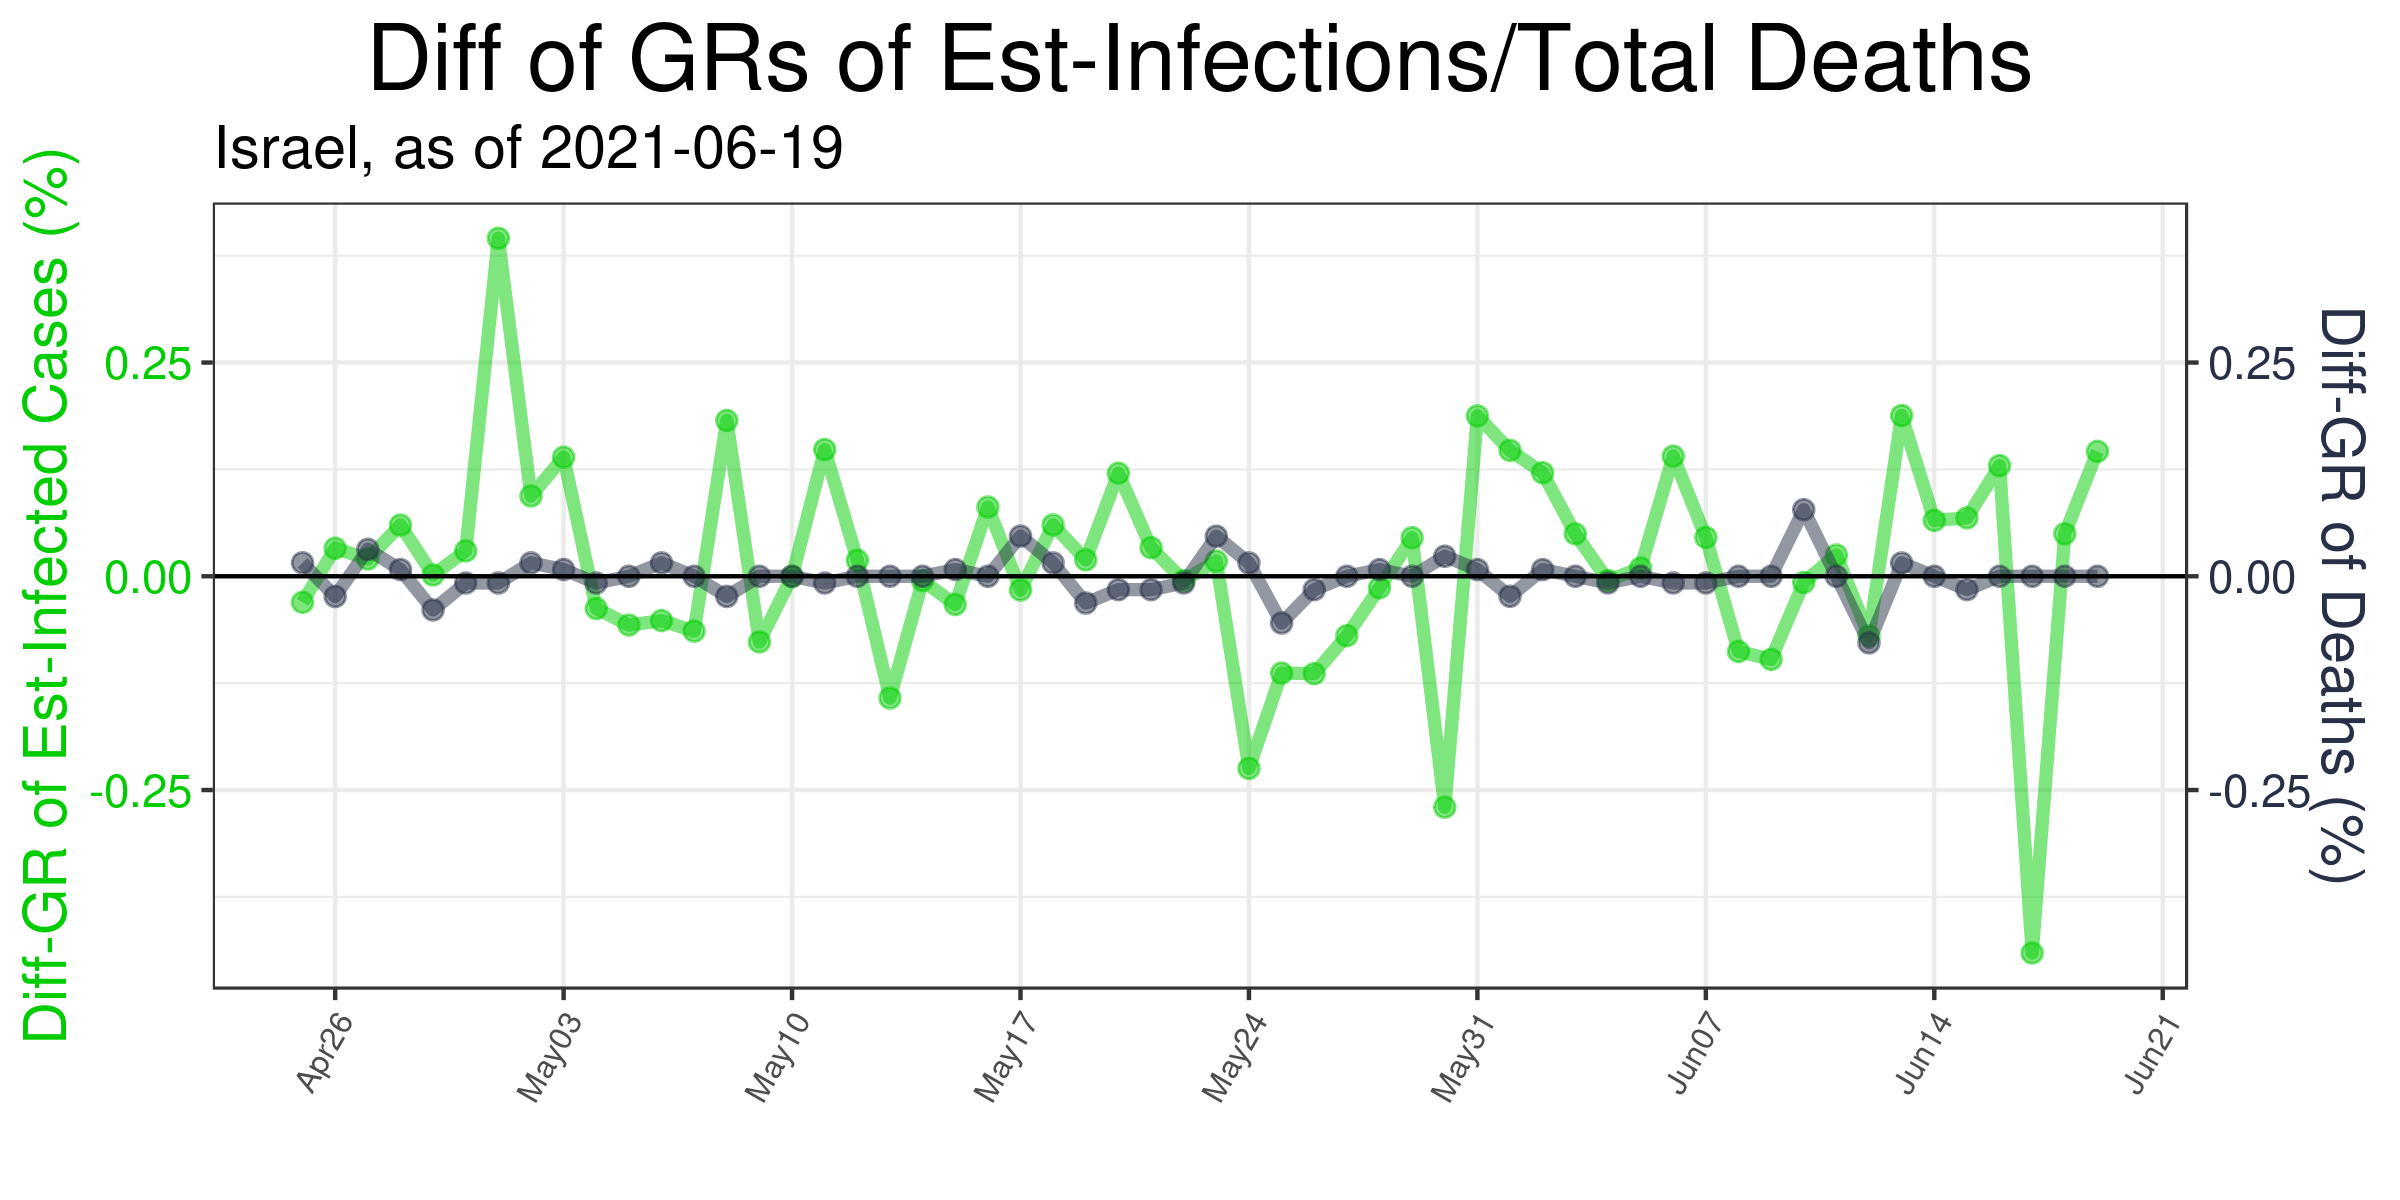 Diff of GRs of Est-Infections/Total Deaths
Israel, as of 2021-06-19
Diff-GR of Est-Infected Cases (%)
0.25
0.00
-0.25
0.25
0.00
-0.25
Diff-GR of Deaths (%)
Apr26
May03
May10
May17
May24
May31
Jun07
Jun14
Jun21